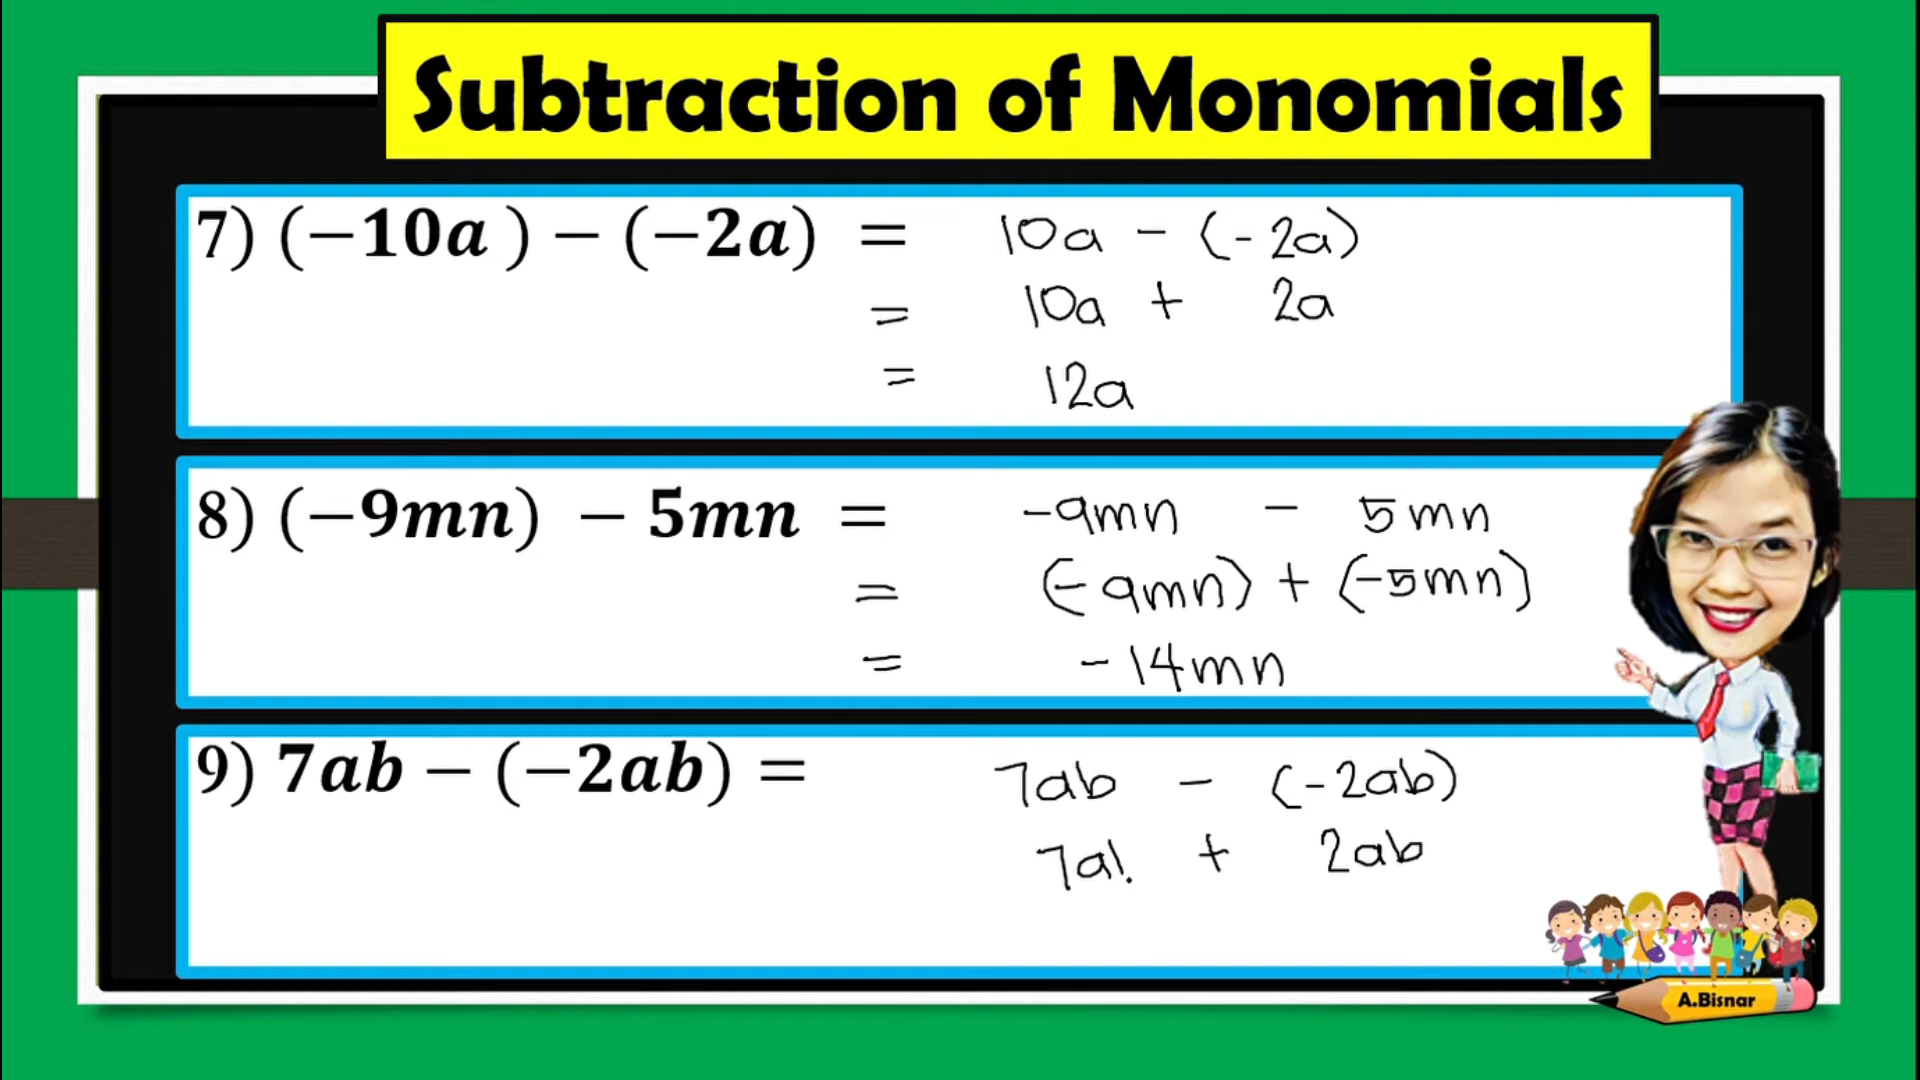 Subtraction of Monomials
7) (−10a ) − (−2a) = 10a - (-2a)
= 10a + 2a
= 12a
8) (−9mn) − 5mn = -9mn - 5mn
= (-9mn) + (-5mn)
= -14mn
9) 7ab − (−2ab) = 7ab - (-2ab)
+ 2ab
A.Bisnar